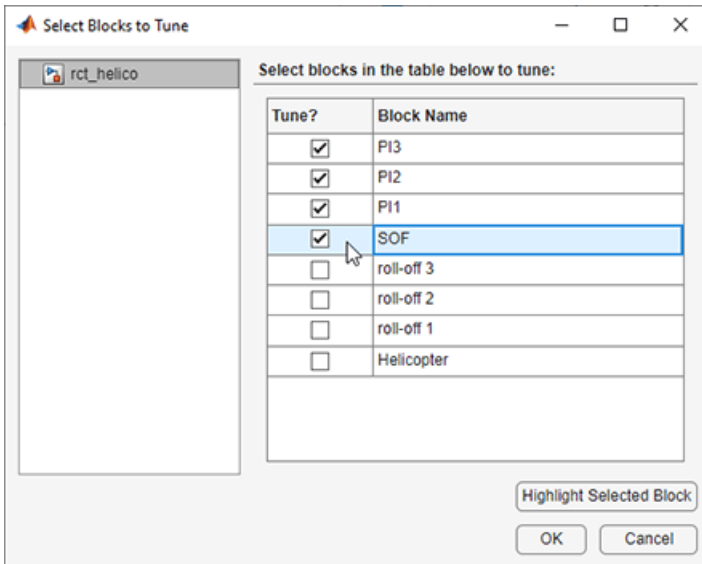 Select Blocks to Tune
rct_helico
Select blocks in the table below to tune:
Tune? Block Name
PI3
PI2
PI1
SOF
roll-off 3
roll-off 2
roll-off 1
Helicopter
Highlight Selected Block
OK Cancel